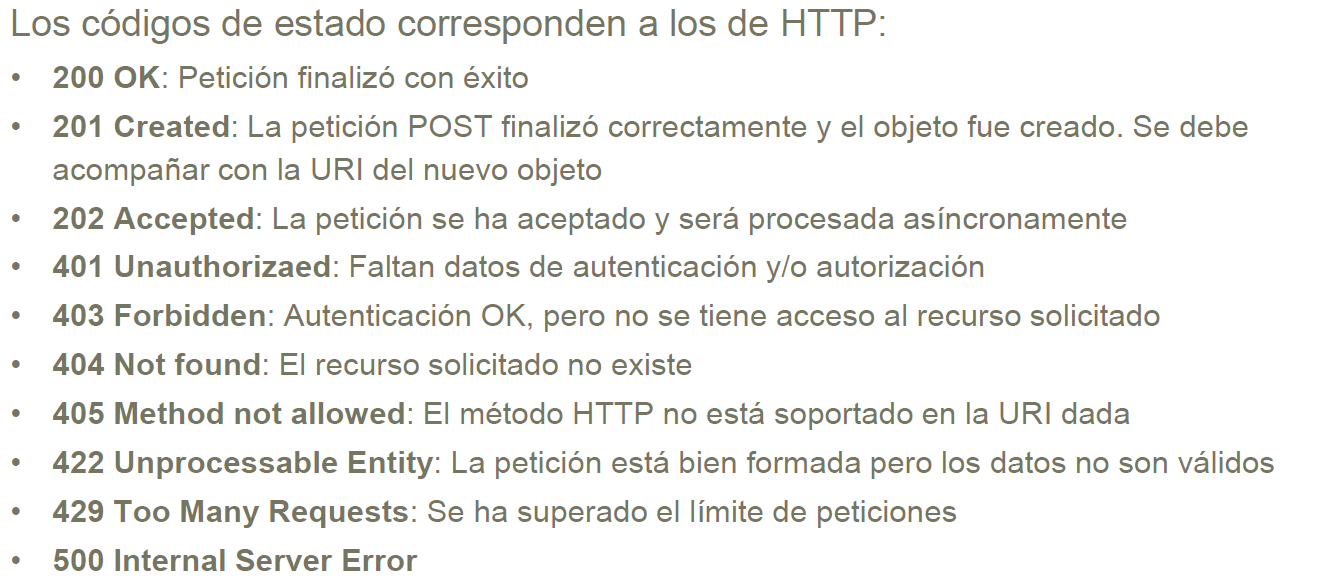 Los códigos de estado corresponden a los de HTTP:
• 200 OK: Petición finalizó con éxito
• 201 Created: La petición POST finalizó correctamente y el objeto fue creado. Se debe
acompañar con la URI del nuevo objeto
• 202 Accepted: La petición se ha aceptado y será procesada asíncronamente
• 401 Unauthorizaed: Faltan datos de autenticación y/o autorización
• 403 Forbidden: Autenticación OK, pero no se tiene acceso al recurso solicitado
• 404 Not found: El recurso solicitado no existe
• 405 Method not allowed: El método HTTP no está soportado en la URI dada
• 422 Unprocessable Entity: La petición está bien formada pero los datos no son válidos
• 429 Too Many Requests: Se ha superado el límite de peticiones
• 500 Internal Server Error